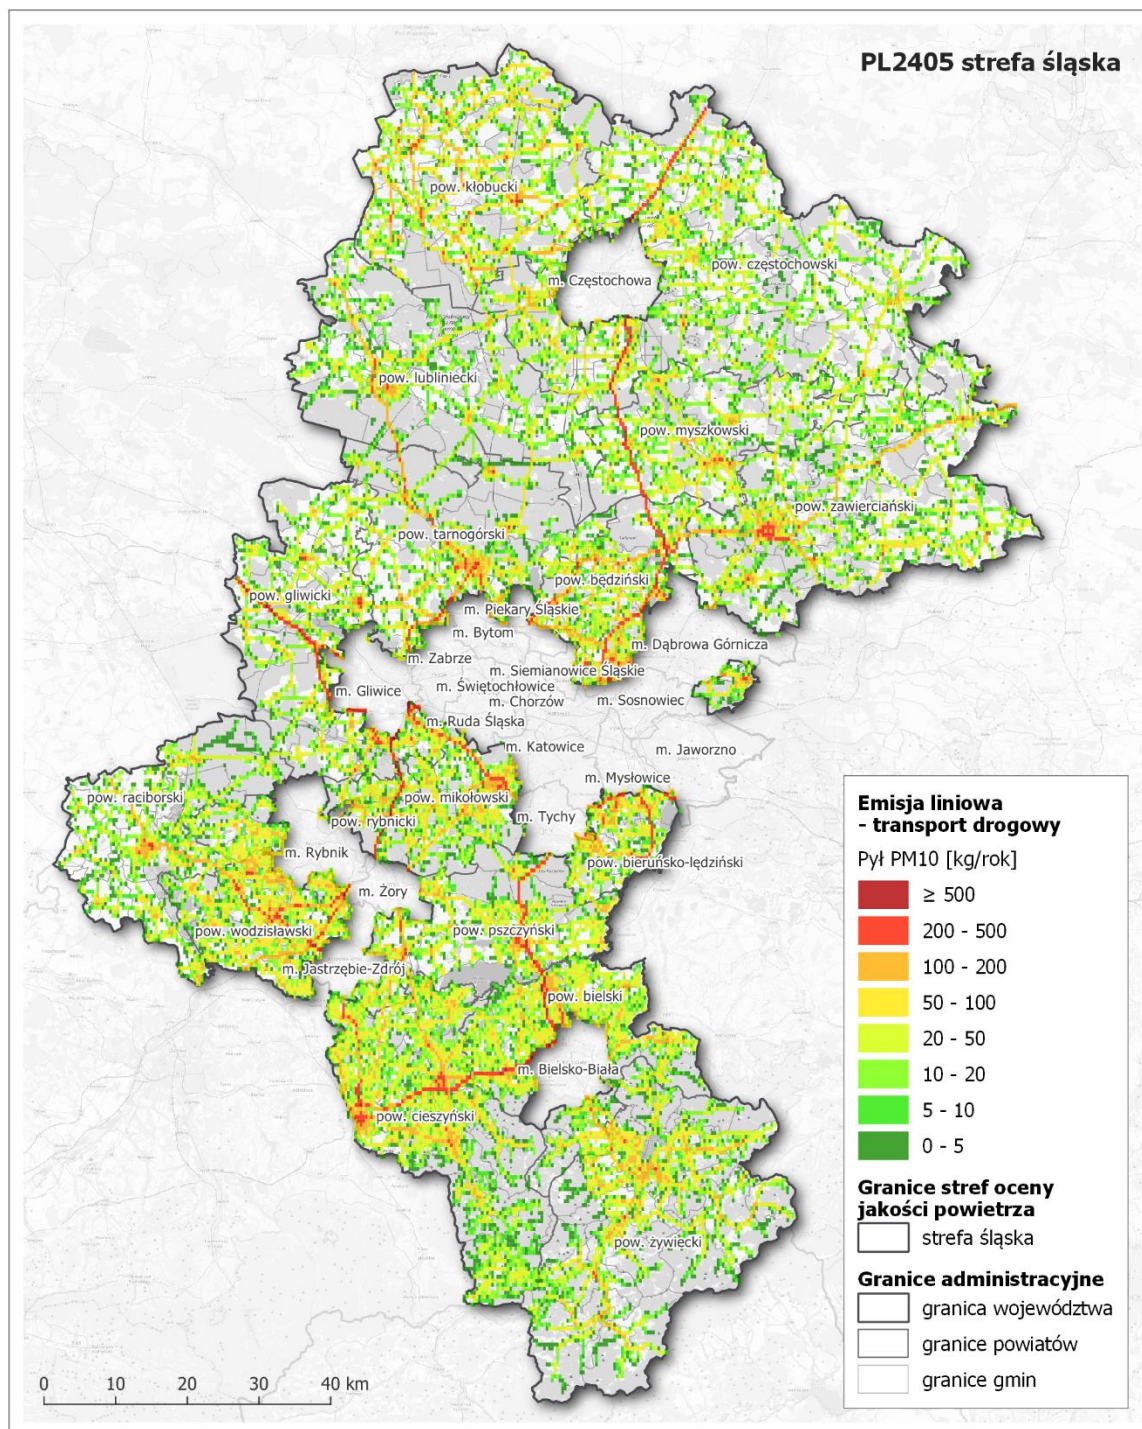 PL2405 strefa śląska
pow. kłobucki
pow. częstochowski
m. Częstochowa
pow. lubliniecki
pow. myszkowski
pow. zawierciański
pow. tarnogórski
pow. będziński
pow. gliwicki
m. Piekary Śląskie
m. Bytom
m. Dąbrowa Górnicza
m. Zabrze
m. Siemianowice Śląskie
m. Świętochłowice
m. Gliwice
m. Chorzów
m. Sosnowiec
m. Ruda Śląska
m. Katowice
m. Jaworzno
m. Mysłowice
pow. raciborski
pow. mikołowski
m. Tychy
pow. rybnicki
m. Rybnik
pow. bieruńsko-lędziński
m. Żory
pow. wodzisławski
pow. pszczyński
m. Jastrzębie-Zdrój
pow. bielski
m. Bielsko-Biała
pow. cieszyński
pow. żywiecki
Emisja liniowa
- transport drogowy
Pył PM10 [kg/rok]
≥ 500
200 - 500
100 - 200
50 - 100
20 - 50
10 - 20
5 - 10
0 - 5
Granice stref oceny
jakości powietrza
strefa śląska
Granice administracyjne
granica województwa
granice powiatów
granice gmin
0 10 20 30 40 km